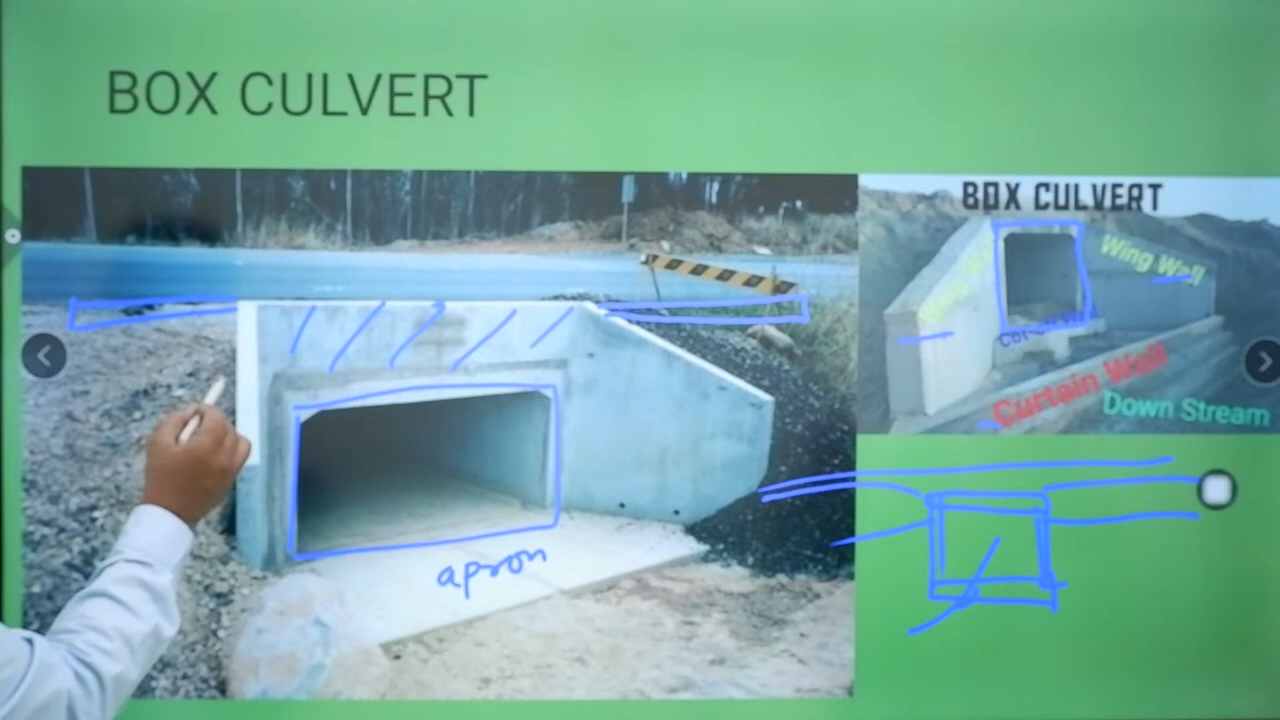 BOX CULVERT
BOX CULVERT
Wing Wall
Curtain Wall
Down Stream
apron